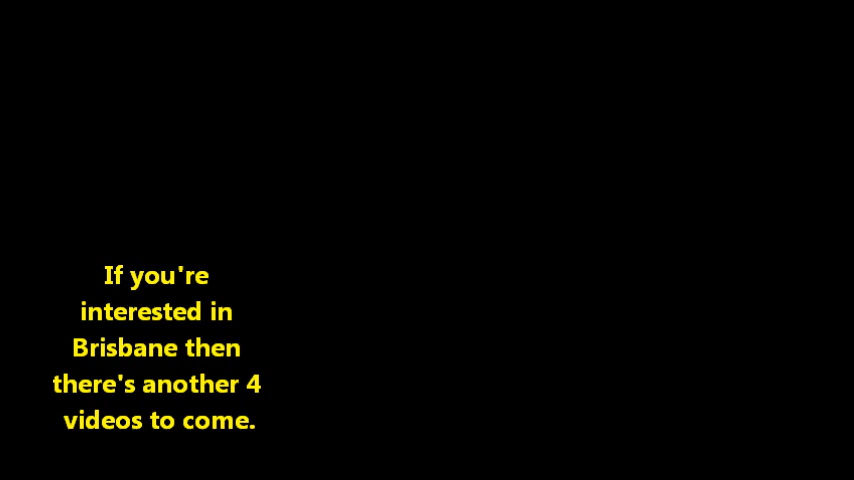 If you're
interested in
Brisbane then
there's another 4
videos to come.